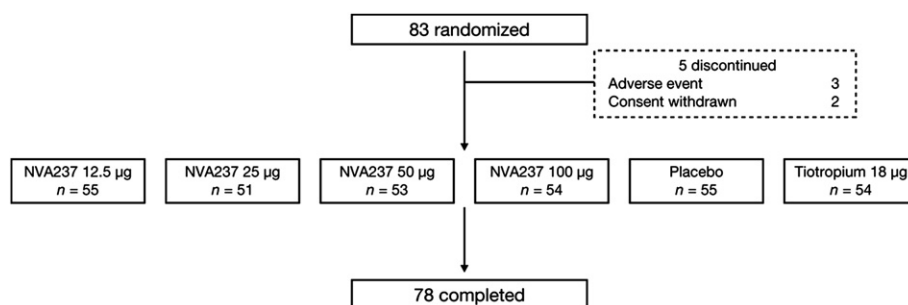 83 randomized
5 discontinued
Adverse event 3
Consent withdrawn 2
NVA237 12.5 µg
n = 55
NVA237 25 µg
n = 51
NVA237 50 µg
n = 53
NVA237 100 µg
n = 54
Placebo
n = 55
Tiotropium 18 µg
n = 54
78 completed